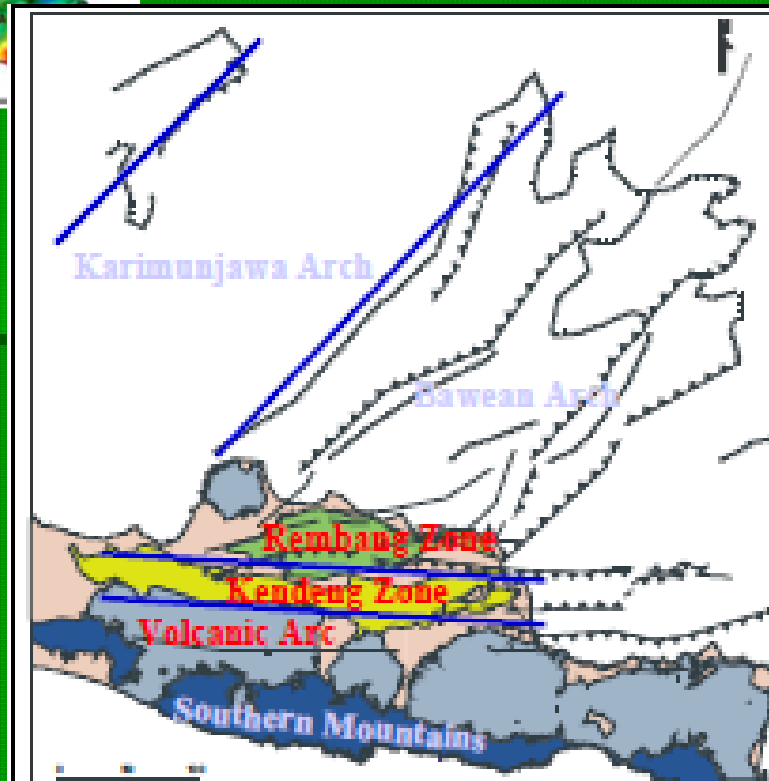 Karimunjawa Arch
Bawean Arch
Rembang Zone
Kendeng Zone
Volcanic Arc
Southern Mountains